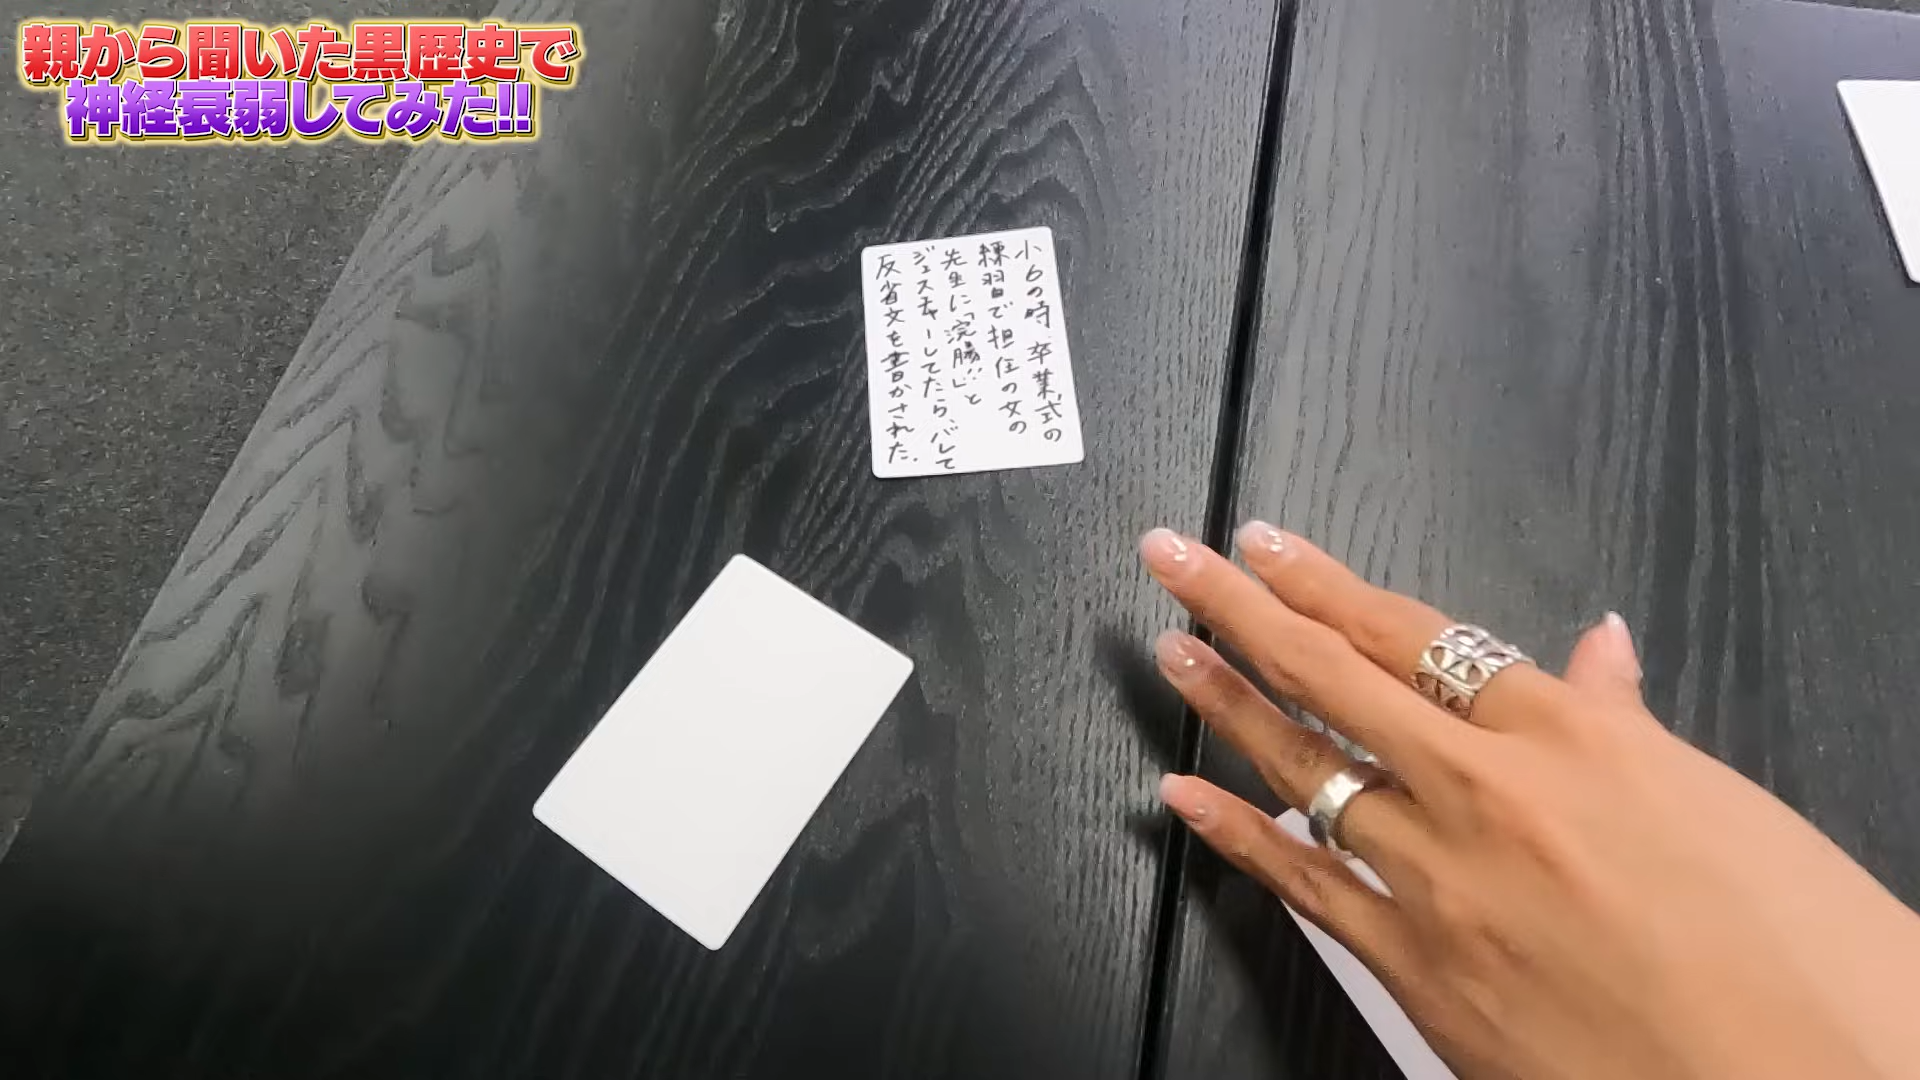 親から聞いた黒歴史で
神経衰弱してみた!!
小6の時、卒業式の
練習で担任の女の
先生に「浣腸!!」と
ジェスチャーしてたら、バレて
反省文を書かされた.